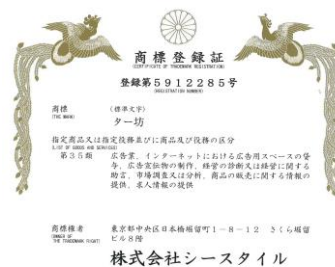 商標登録証
(CERTIFICATE OF TRADEMARK REGISTRATION)
登録第5912285号
(REGISTRATION NUMBER)
商標
(THE MARK)
(標準文字)
ター坊
指定商品又は指定役務並びに商品及び役務の区分
(LIST OF GOODS AND SERVICES)
第35類
広告業，インターネットにおける広告用スペースの貸
与，広告宣伝物の制作，経営の診断又は経営に関する
助言，市場調査又は分析，商品の販売に関する情報の
提供，求人情報の提供
商標権者
(OWNER OF THE TRADEMARK RIGHT)
東京都中央区日本橋堀留町1－8－12 さくら堀留
ビル8階
株式会社シースタイル